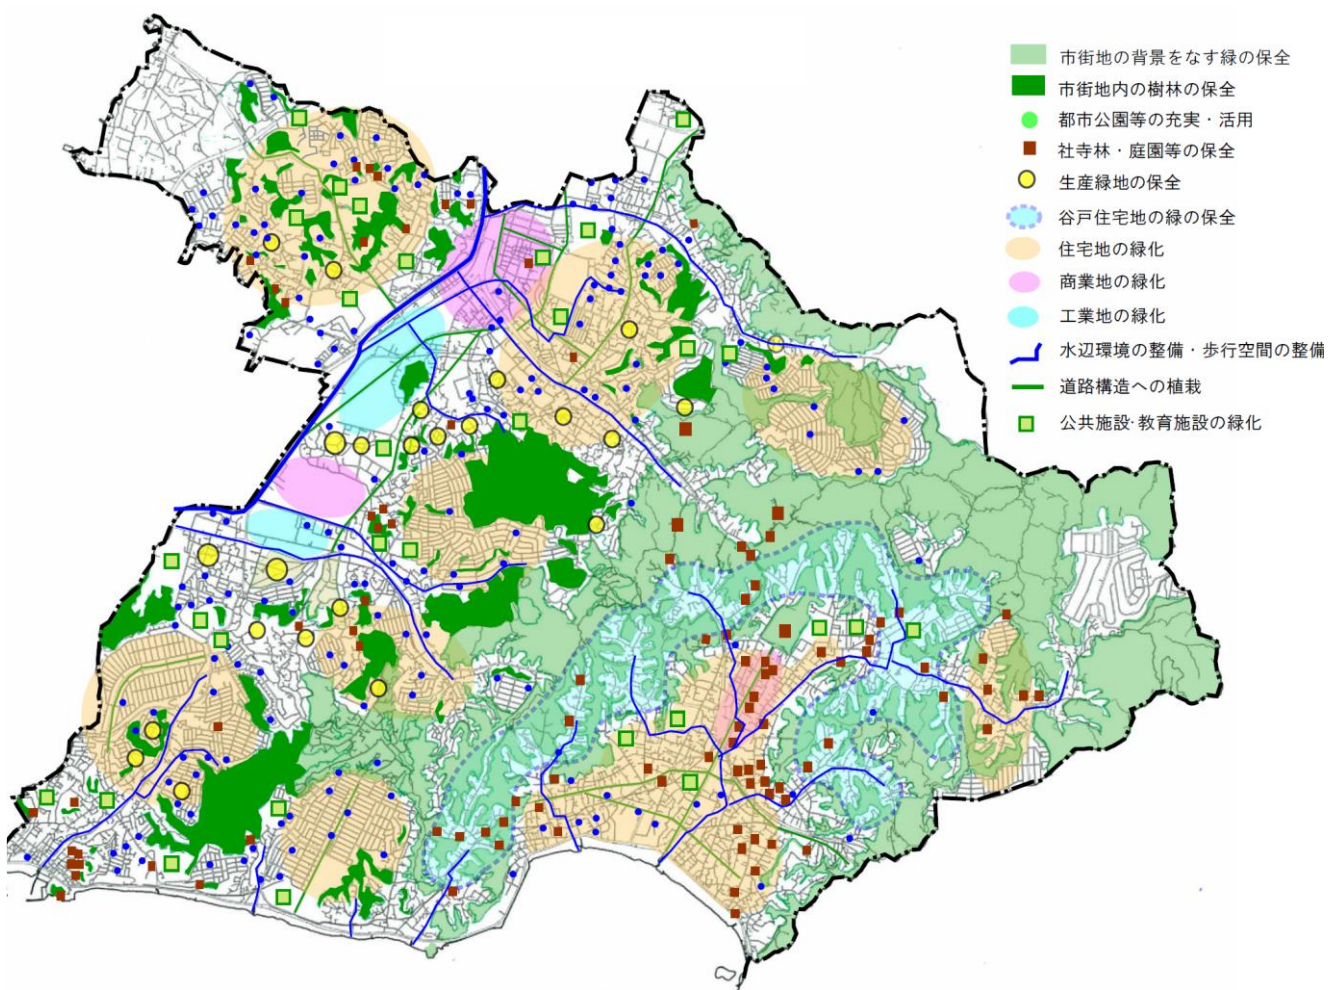 市街地の背景をなす緑の保全
市街地内の樹林の保全
都市公園等の充実・活用
社寺林・庭園等の保全
生産緑地の保全
谷戸住宅地の緑の保全
住宅地の緑化
商業地の緑化
工業地の緑化
水辺環境の整備・歩行空間の整備
道路構造への植栽
公共施設・教育施設の緑化